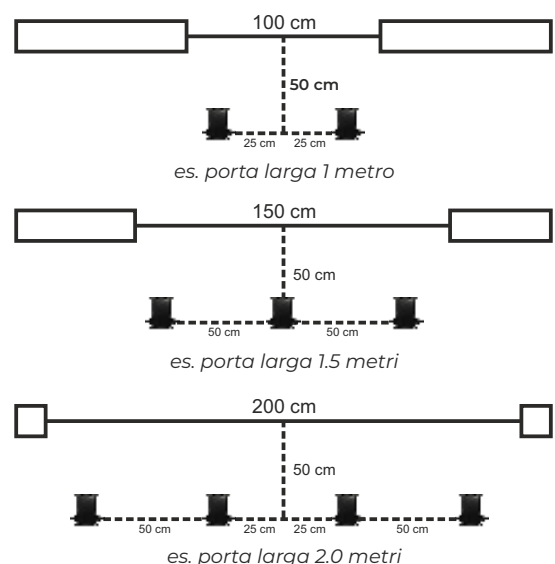 100 cm
50 cm
25 cm 25 cm
es. porta larga 1 metro
150 cm
50 cm
50 cm 50 cm
es. porta larga 1.5 metri
200 cm
50 cm
50 cm 25 cm 25 cm 50 cm
es. porta larga 2.0 metri